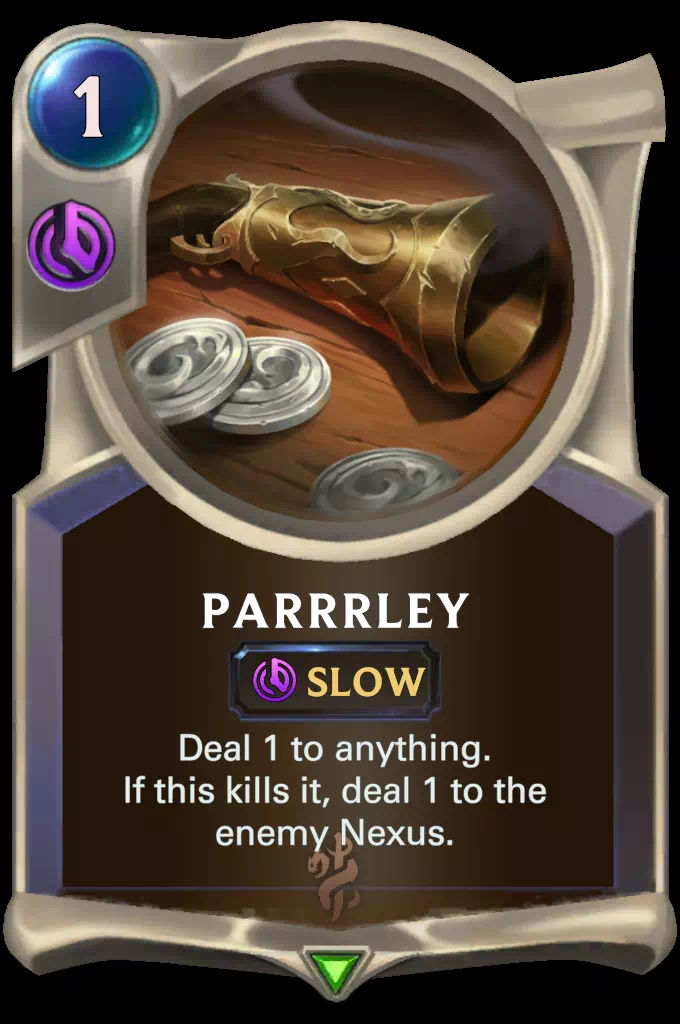 1
PARRRLEY
SLOW
Deal 1 to anything.
If this kills it, deal 1 to the
enemy Nexus.